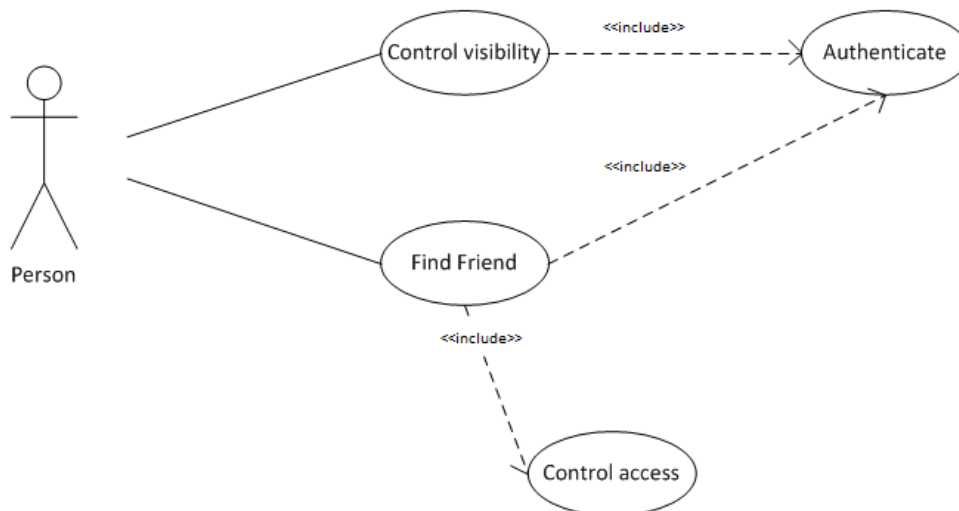 <<include>>
Control visibility
Authenticate
<<include>>
Find Friend
Person
<<include>>
Control access